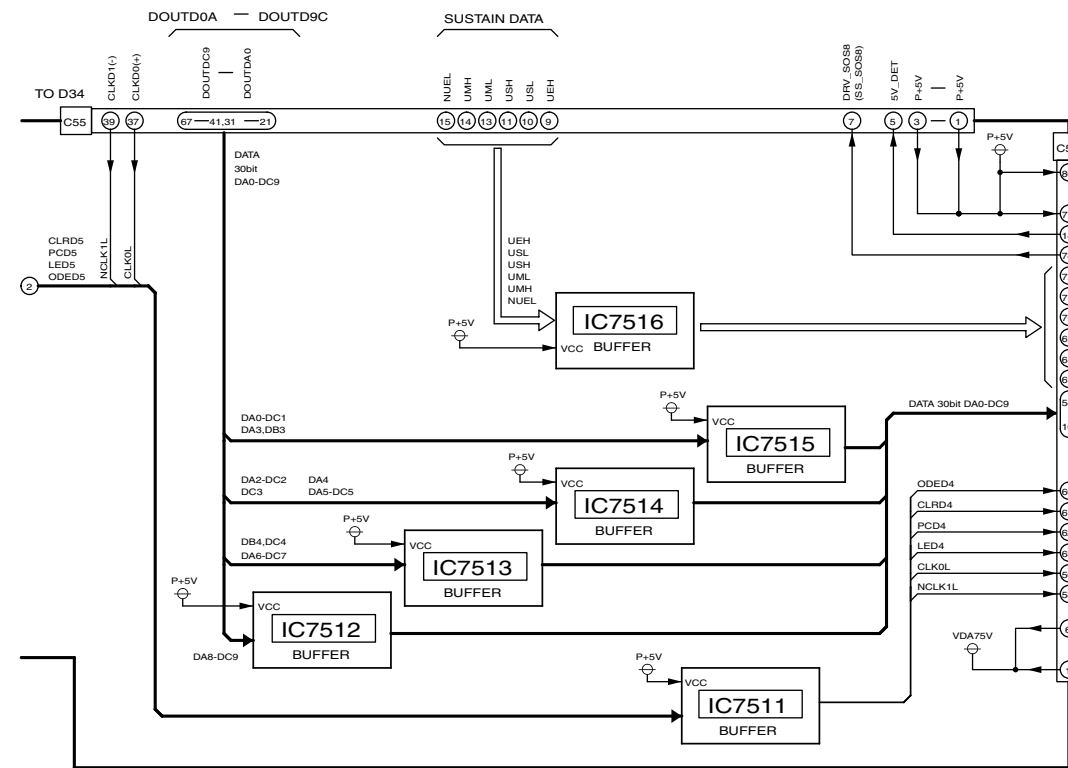 DOUTD0A — DOUTD9C
SUSTAIN DATA
CLKD1(-)
CLKD0(+)
DOUTDC9 — DOUTDA0
NUEL
UMH
UML
USH
USL
UEH
DRV_SOS8
(SS_SOS8)
5V_DET
P+5V — P+5V
TO D34
C55
39
37
67 — 41,31 — 21
15
14
13
11
10
9
7
5
3 — 1
P+5V
DATA
30bit
DA0-DC9
CLRD5
PCD5
LED5
ODED5
2
NCLK1L
CLK0L
UEH
USL
USH
UML
UMH
NUEL
P+5V
VCC
IC7516
BUFFER
DA0-DC1
DA3,DB3
P+5V
VCC
IC7515
BUFFER
DATA 30bit DA0-DC9
DA2-DC2 DA4
DC3 DA5-DC5
P+5V
VCC
IC7514
BUFFER
DB4,DC4
DA6-DC7
P+5V
VCC
IC7513
BUFFER
P+5V
VCC
IC7512
BUFFER
DA8-DC9
ODED4
CLRD4
PCD4
LED4
CLK0L
NCLK1L
VDA75V
P+5V
VCC
IC7511
BUFFER